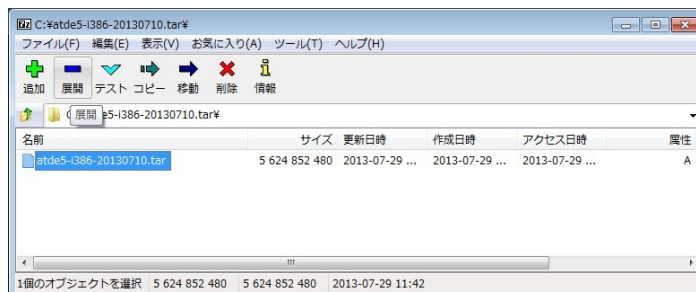 C:¥atde5-i386-20130710.tar¥
ファイル(F) 編集(E) 表示(V) お気に入り(A) ツール(T) ヘルプ(H)
追加 展開 テスト コピー 移動 削除 情報
展開 e5-i386-20130710.tar¥
名前 サイズ 更新日時 作成日時 アクセス日時 属性
atde5-i386-20130710.tar 5 624 852 480 2013-07-29 ... 2013-07-29 ... 2013-07-29 ... A
1個のオブジェクトを選択 5 624 852 480 5 624 852 480 2013-07-29 11:42